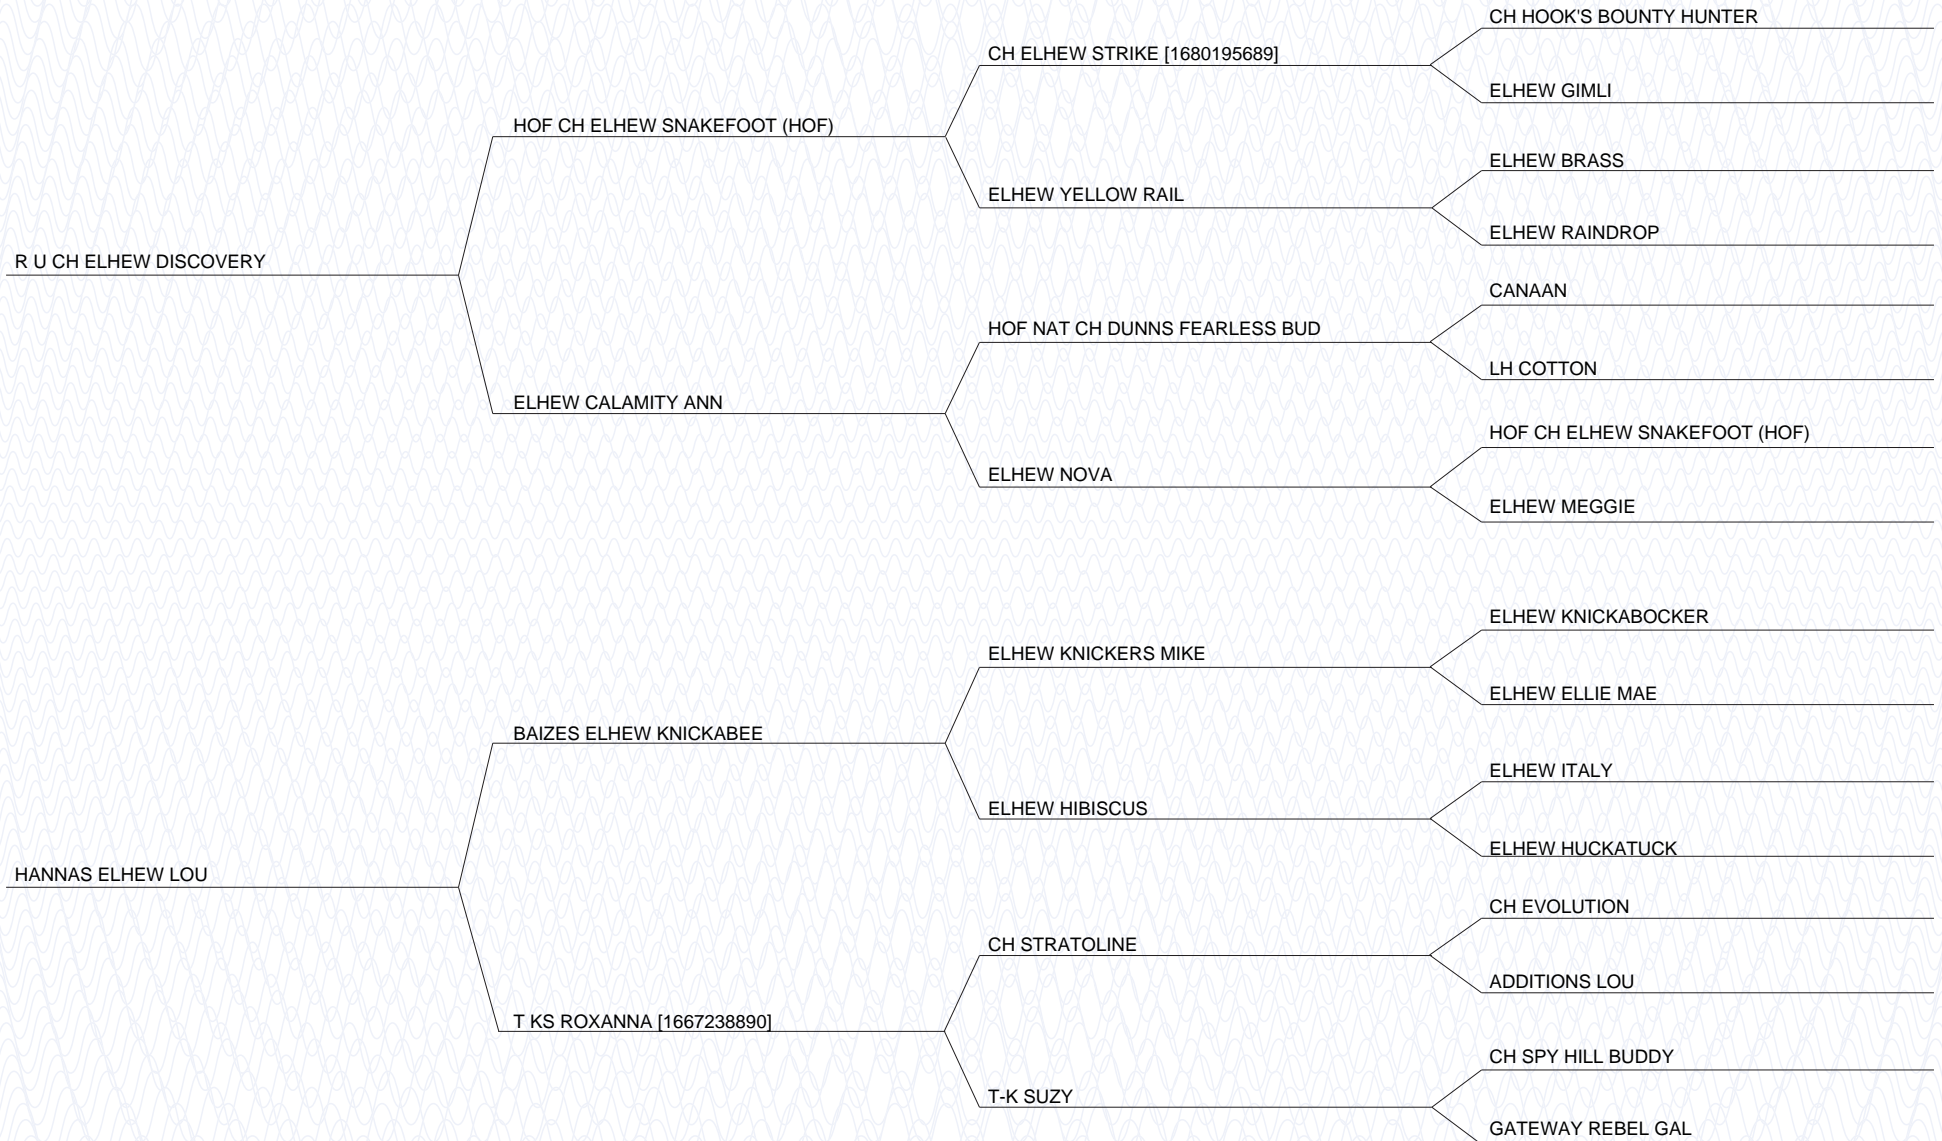 CH HOOK'S BOUNTY HUNTER
CH ELHEW STRIKE [1680195689]
ELHEW GIMLI
HOF CH ELHEW SNAKEFOOT (HOF)
ELHEW BRASS
ELHEW YELLOW RAIL
ELHEW RAINDROP
R U CH ELHEW DISCOVERY
CANAAN
HOF NAT CH DUNNS FEARLESS BUD
LH COTTON
ELHEW CALAMITY ANN
HOF CH ELHEW SNAKEFOOT (HOF)
ELHEW NOVA
ELHEW MEGGIE
ELHEW KNICKABOCKER
ELHEW KNICKERS MIKE
ELHEW ELLIE MAE
BAIZES ELHEW KNICKABEE
ELHEW ITALY
ELHEW HIBISCUS
ELHEW HUCKATUCK
HANNAS ELHEW LOU
CH EVOLUTION
CH STRATOLINE
ADDITIONS LOU
T KS ROXANNA [1667238890]
CH SPY HILL BUDDY
T-K SUZY
GATEWAY REBEL GAL